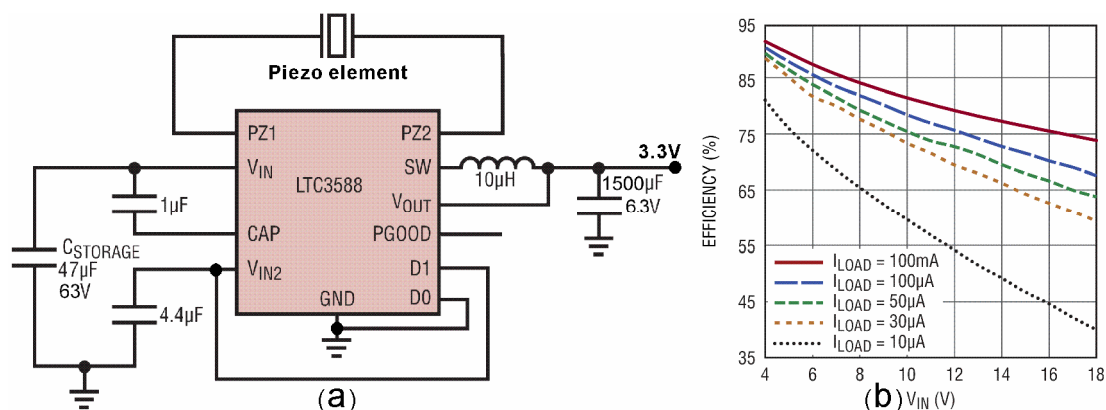 Piezo element
PZ1
PZ2
VIN
SW
LTC3588
10µH
3.3V
1500µF
6.3V
1µF
VOUT
CAP
PGOOD
CSTORAGE
47µF
63V
VIN2
D1
4.4µF
GND
D0
(a)
95
85
75
65
55
45
35
EFFICIENCY (%)
ILOAD = 100mA
ILOAD = 100µA
ILOAD = 50µA
ILOAD = 30µA
ILOAD = 10µA
4 6 8 10 12 14 16 18
(b) VIN (V)